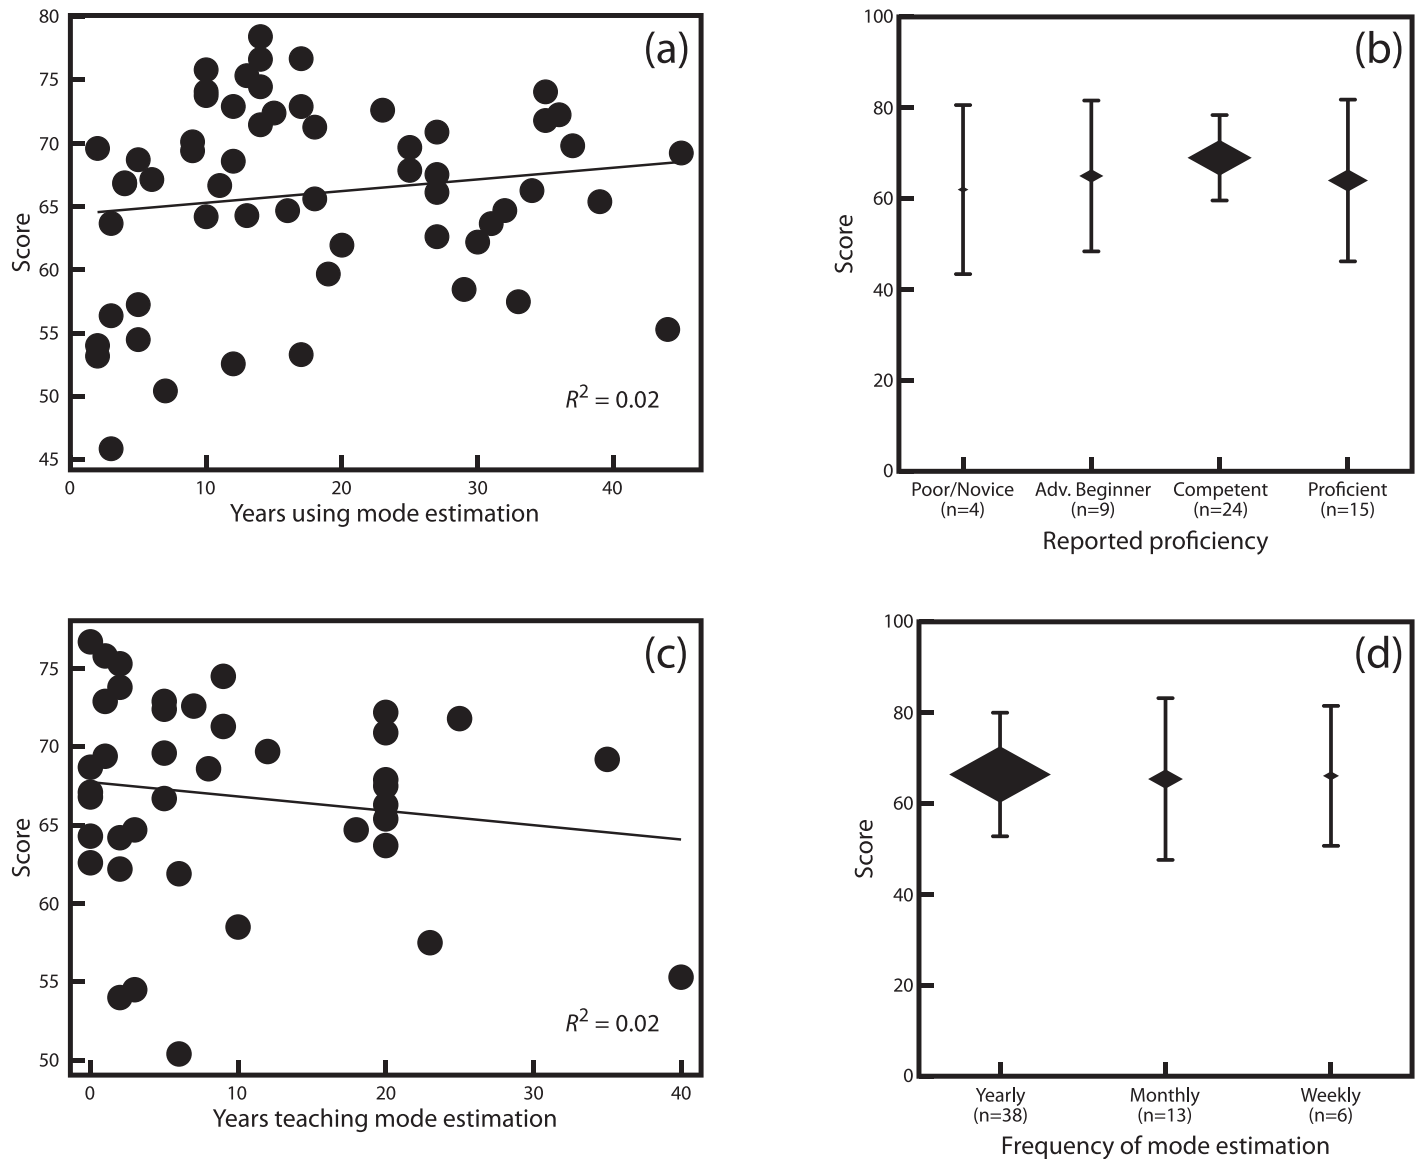 80
75
70
65
60
55
50
45
Score
(a)
R² = 0.02
0 10 20 30 40
Years using mode estimation
100
80
60
40
20
0
Score
(b)
Poor/Novice Adv. Beginner Competent Proficient
(n=4) (n=9) (n=24) (n=15)
Reported proficiency
75
70
65
60
55
50
Score
(c)
R² = 0.02
0 10 20 30 40
Years teaching mode estimation
100
80
60
40
20
0
Score
(d)
Yearly Monthly Weekly
(n=38) (n=13) (n=6)
Frequency of mode estimation